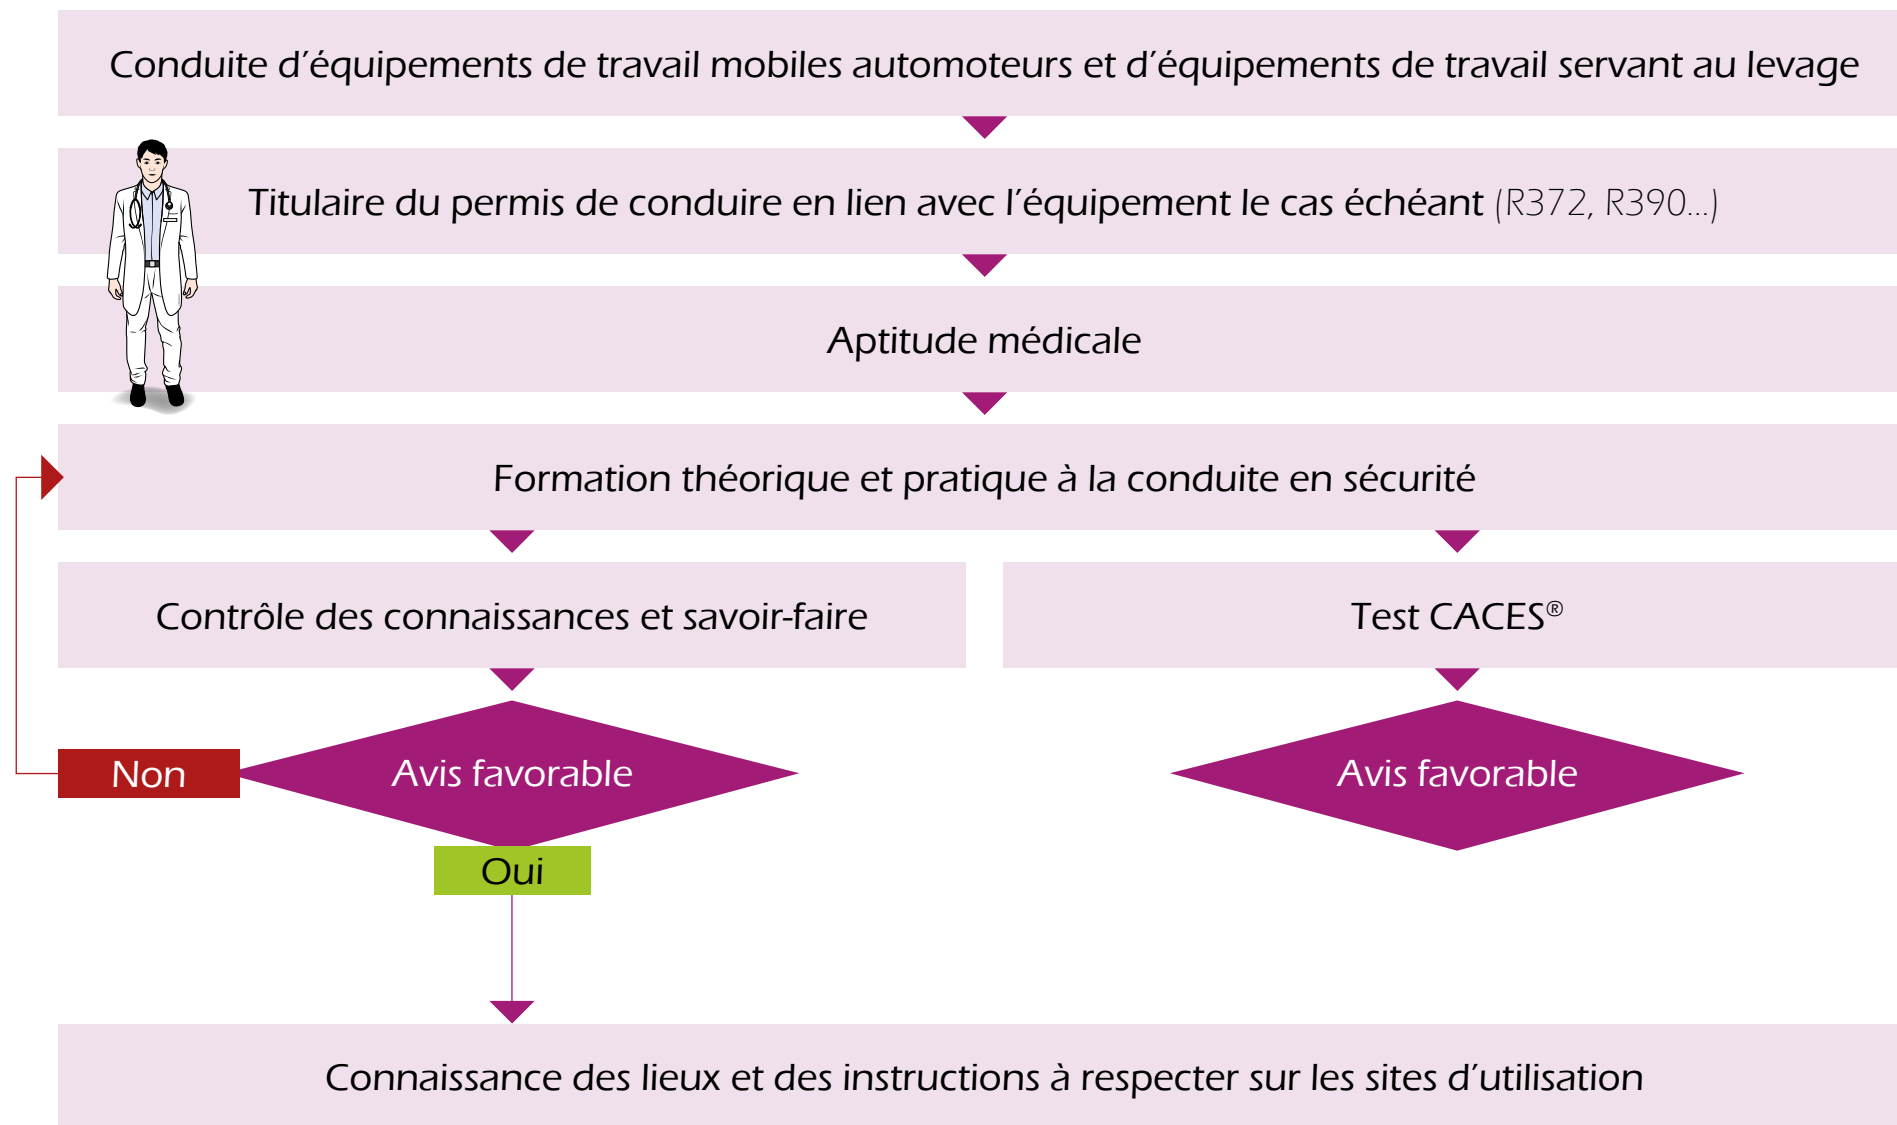 Conduite d’équipements de travail mobiles automoteurs et d’équipements de travail servant au levage
Titulaire du permis de conduire en lien avec l’équipement le cas échéant (R372, R390...)
Aptitude médicale
Formation théorique et pratique à la conduite en sécurité
Contrôle des connaissances et savoir-faire
Test CACES®
Non
Avis favorable
Avis favorable
Oui
Connaissance des lieux et des instructions à respecter sur les sites d’utilisation